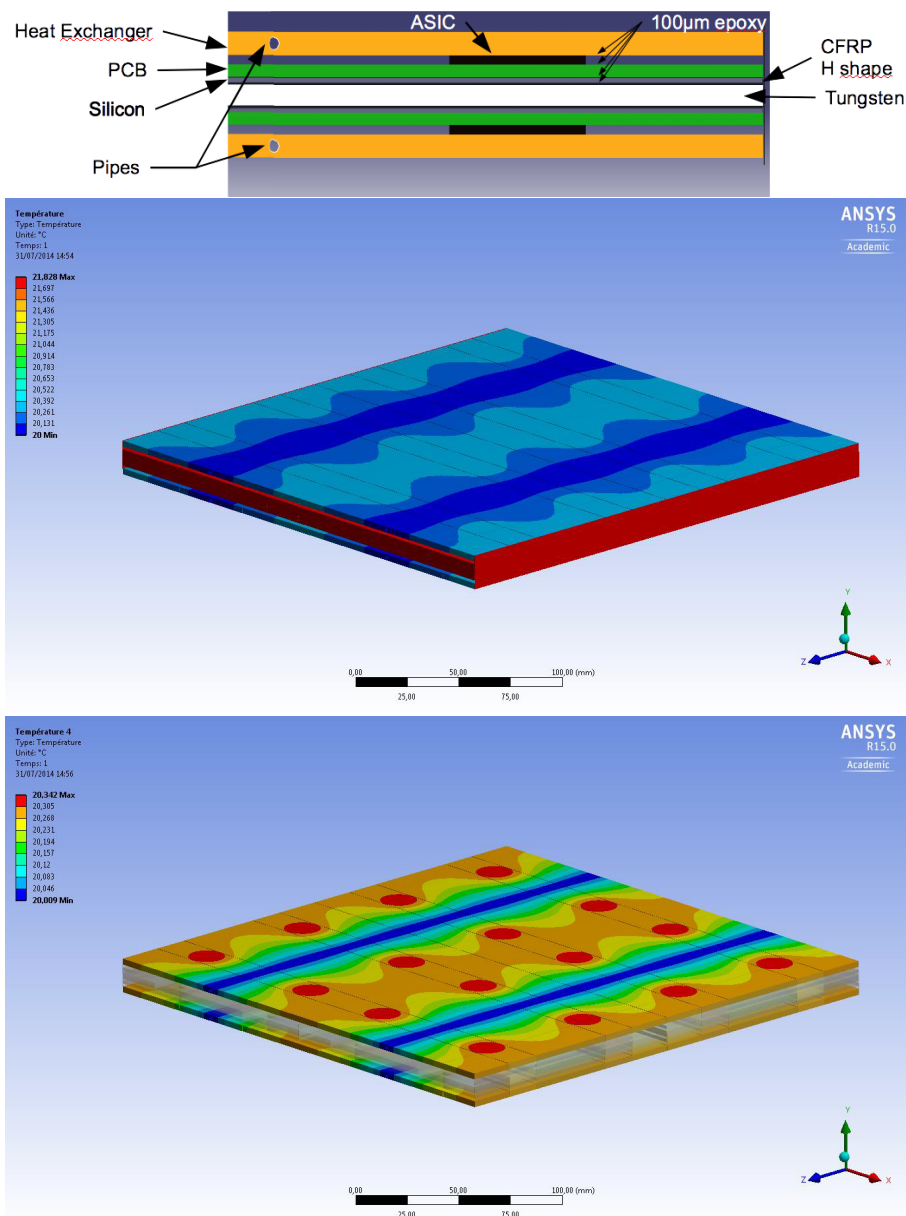 ASIC
100µm epoxy
Heat Exchanger
CFRP
H shape
PCB
Tungsten
Silicon
Pipes
Température
Type: Température
Unité: °C
Temps: 1
31/07/2014 14:54
ANSYS
R15.0
Academic
21,828 Max
21,697
21,566
21,436
21,305
21,175
21,044
20,914
20,783
20,653
20,522
20,392
20,261
20,131
20 Min
Y
Z
X
0,00
50,00
100,00 (mm)
25,00
75,00
Température 4
Type: Température
Unité: °C
Temps: 1
31/07/2014 14:56
ANSYS
R15.0
Academic
20,342 Max
20,305
20,268
20,231
20,194
20,157
20,12
20,083
20,046
20,009 Min
Y
Z
X
0,00
50,00
100,00 (mm)
25,00
75,00